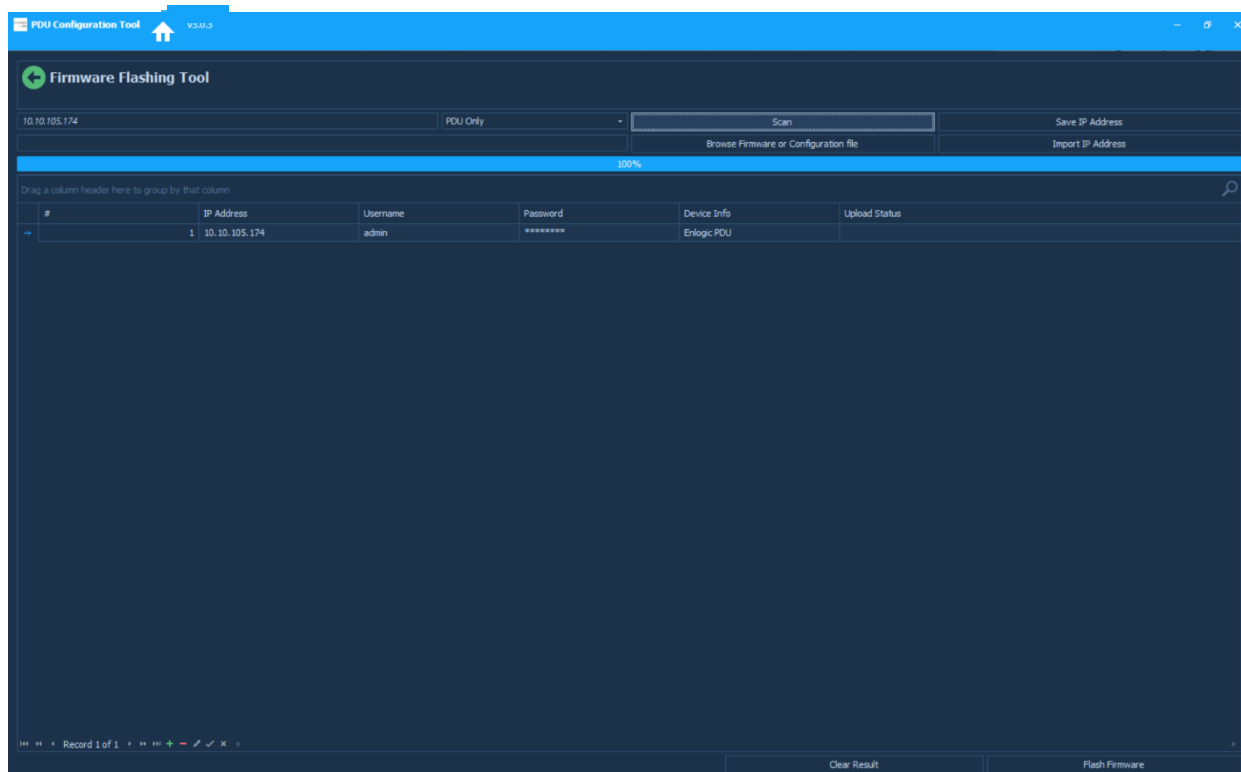 PDU Configuration Tool v3.0.3
Firmware Flashing Tool
10.10.105.174 PDU Only Scan Save IP Address
Browse Firmware or Configuration file Import IP Address
100%
Drag a column header here to group by that column
# IP Address Username Password Device Info Upload Status
1 10.10.105.174 admin ******** Enlogic PDU
Record 1 of 1
Clear Result Flash Firmware